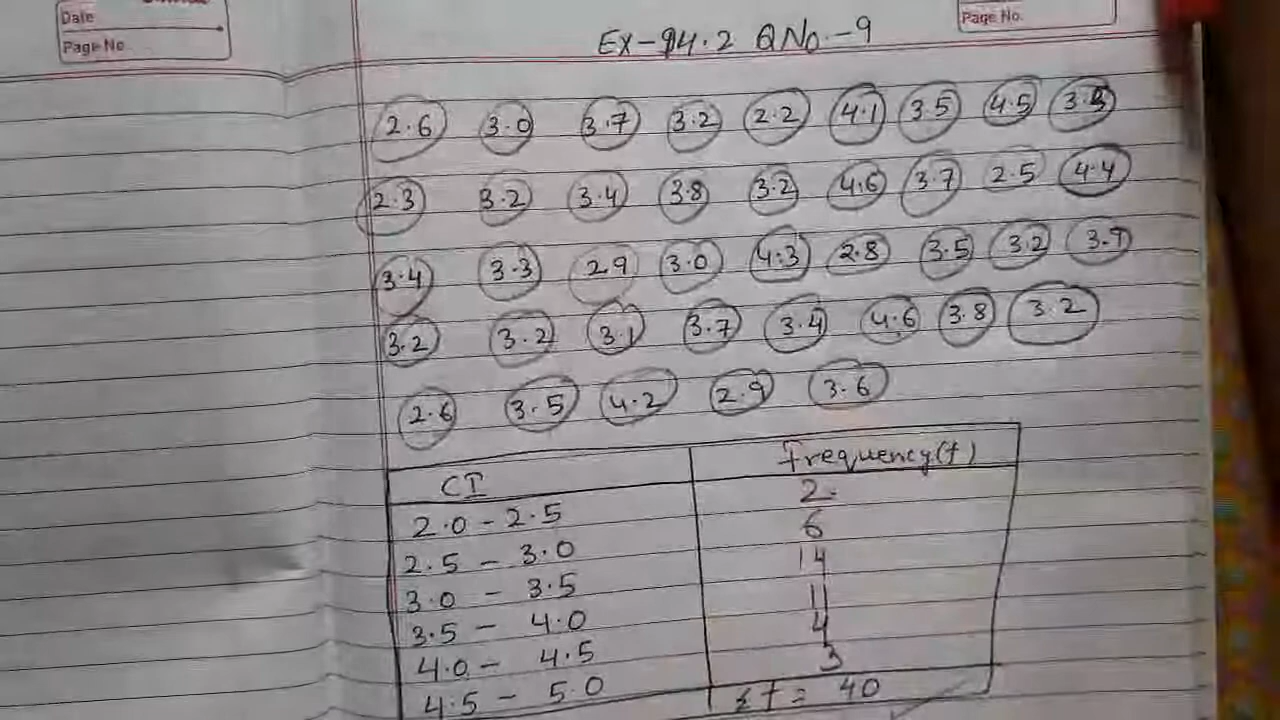 Date
Page No
Page No.
Ex-14.2 QNo.-9
2.6 3.0 3.7 3.2 2.2 4.1 3.5 4.5
2.3 3.2 3.4 3.8 3.2 4.6 3.7 2.5 4.4
3.4 3.3 2.9 3.0 4.3 2.8 3.5 3.2 3.9
3.2 3.2 3.1 3.7 3.4 4.6 3.8 3.2
2.6 3.5 4.2 2.9 3.6
CI Frequency(f)
2.0 - 2.5 2
2.5 - 3.0 6
3.0 - 3.5 14
3.5 - 4.0 11
4.0 - 4.5 4
4.5 - 5.0 3
Σf = 40